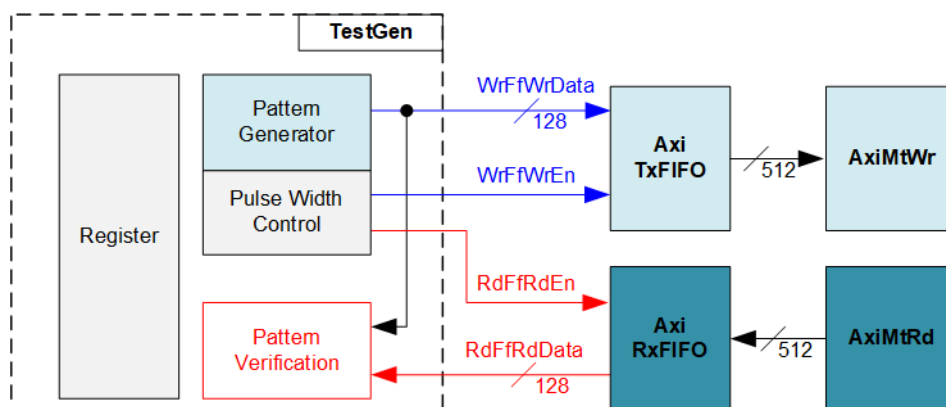 TestGen
Register
Pattern
Generator
Pulse Width
Control
Pattern
Verification
WrFfWrData
128
WrFfWrEn
RdFfRdEn
RdFfRdData
128
Axi
TxFIFO
512
AxiMtWr
Axi
RxFIFO
512
AxiMtRd